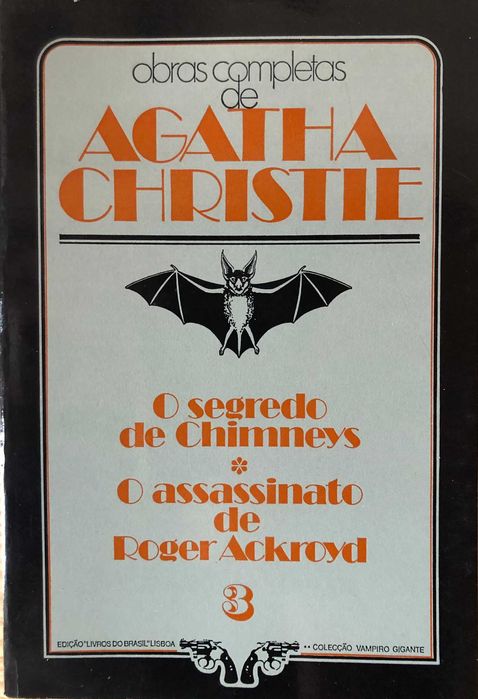 obras completas
de
AGATHA
CHRISTIE
O segredo
de Chimneys
*
O assassinato
de
Roger Ackroyd
3
EDIÇÃO "LIVROS DO BRASIL" LISBOA
** COLECÇÃO VAMPIRO GIGANTE